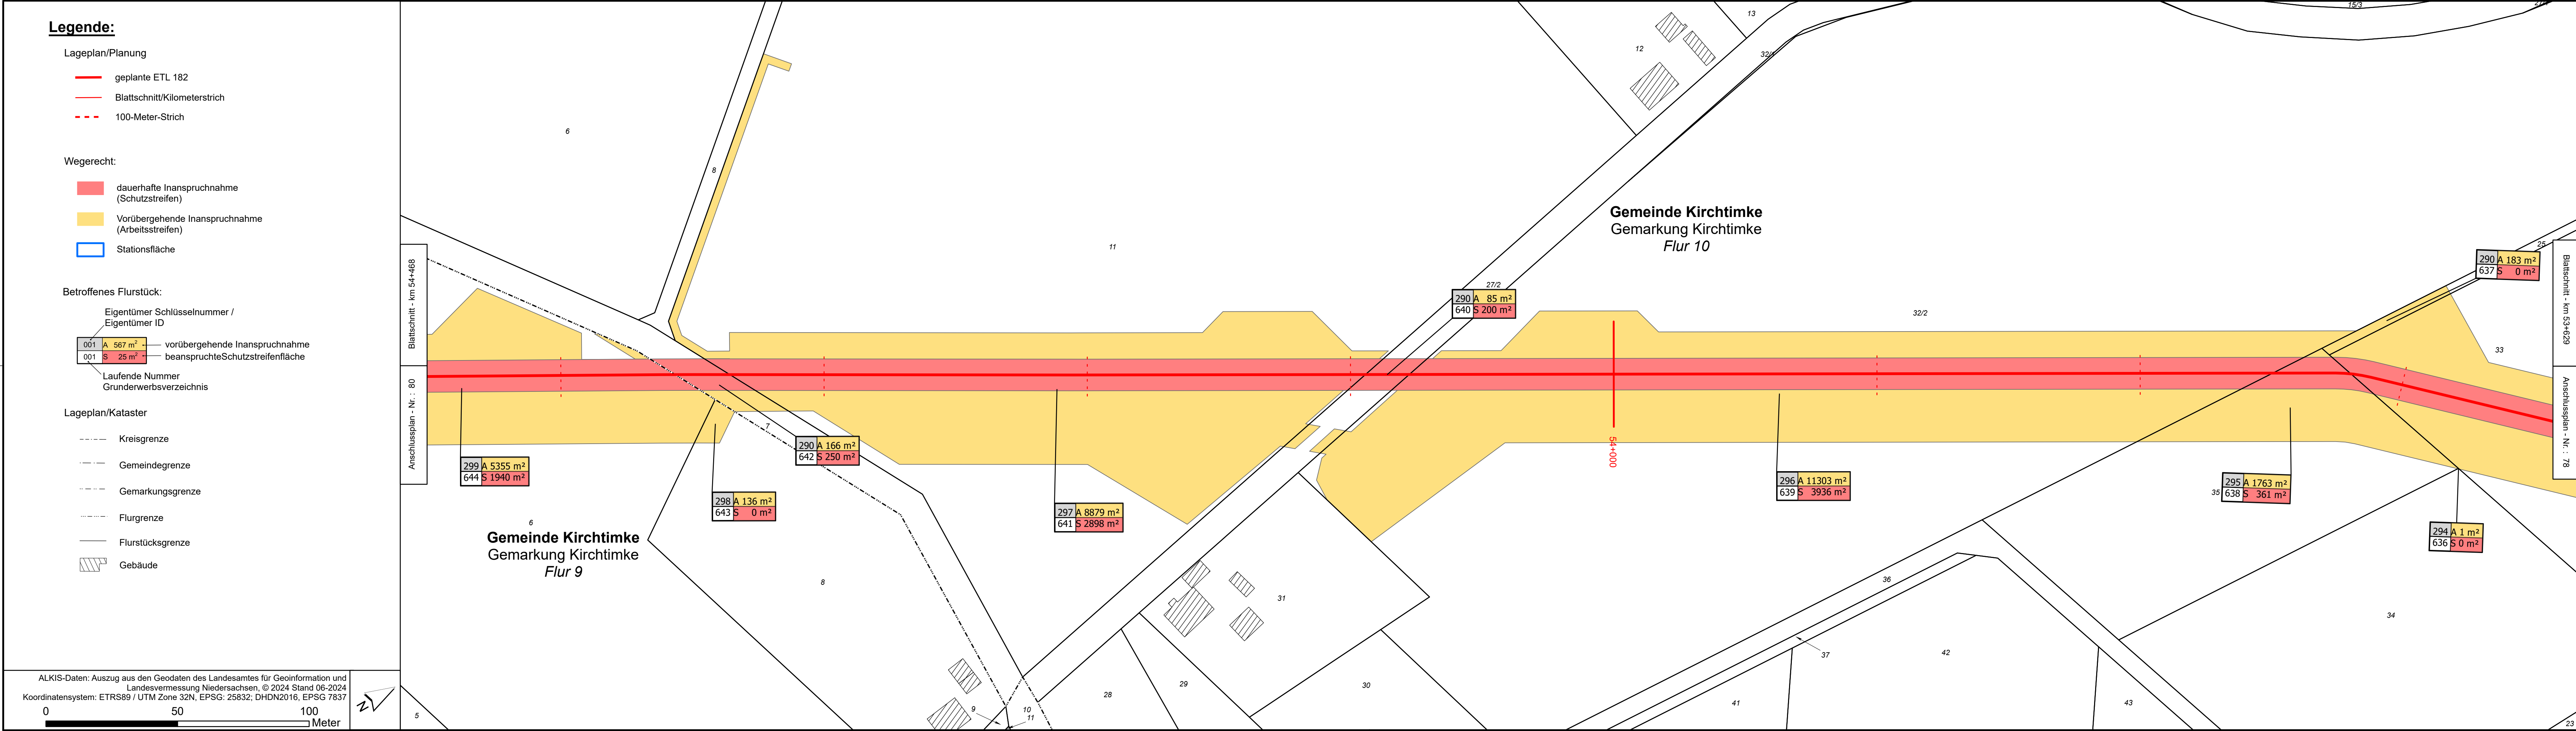 Legende:
Lageplan/Planung
geplante ETL 182
Blattschnitt/Kilometerstrich
100-Meter-Strich
Wegerecht:
dauerhafte Inanspruchnahme
(Schutzstreifen)
Vorübergehende Inanspruchnahme
(Arbeitsstreifen)
Stationsfläche
Betroffenes Flurstück:
Eigentümer Schlüsselnummer /
Eigentümer ID
001 A 567 m² vorübergehende Inanspruchnahme
001 S 25 m² beanspruchteSchutzstreifenfläche
Laufende Nummer
Grunderwerbsverzeichnis
Lageplan/Kataster
Kreisgrenze
Gemeindegrenze
Gemarkungsgrenze
Flurgrenze
Flurstücksgrenze
Gebäude
ALKIS-Daten: Auszug aus den Geodaten des Landesamtes für Geoinformation und
Landesvermessung Niedersachsen, © 2024 Stand 06-2024
Koordinatensystem: ETRS89 / UTM Zone 32N, EPSG: 25832; DHDN2016, EPSG 7837
0 50 100
Meter
N
Blattschnitt - km 54+468
Anschlussplan - Nr. : 80
6
8
11
12
13
15/3
27/2
32/2
25
33
Gemeinde Kirchtimke
Gemarkung Kirchtimke
Flur 10
290 A 183 m²
637 S 0 m²
290 A 85 m²
640 S 200 m²
54+000
7
290 A 166 m²
642 S 250 m²
299 A 5355 m²
644 S 1940 m²
298 A 136 m²
643 S 0 m²
297 A 8879 m²
641 S 2898 m²
296 A 11303 m²
639 S 3936 m²
35
295 A 1763 m²
638 S 361 m²
294 A 1 m²
636 S 0 m²
6
Gemeinde Kirchtimke
Gemarkung Kirchtimke
Flur 9
8
31
36
34
37
42
30
29
28
41
43
5
9
10
11
23
Blattschnitt - km 53+629
Anschlussplan - Nr. : 78